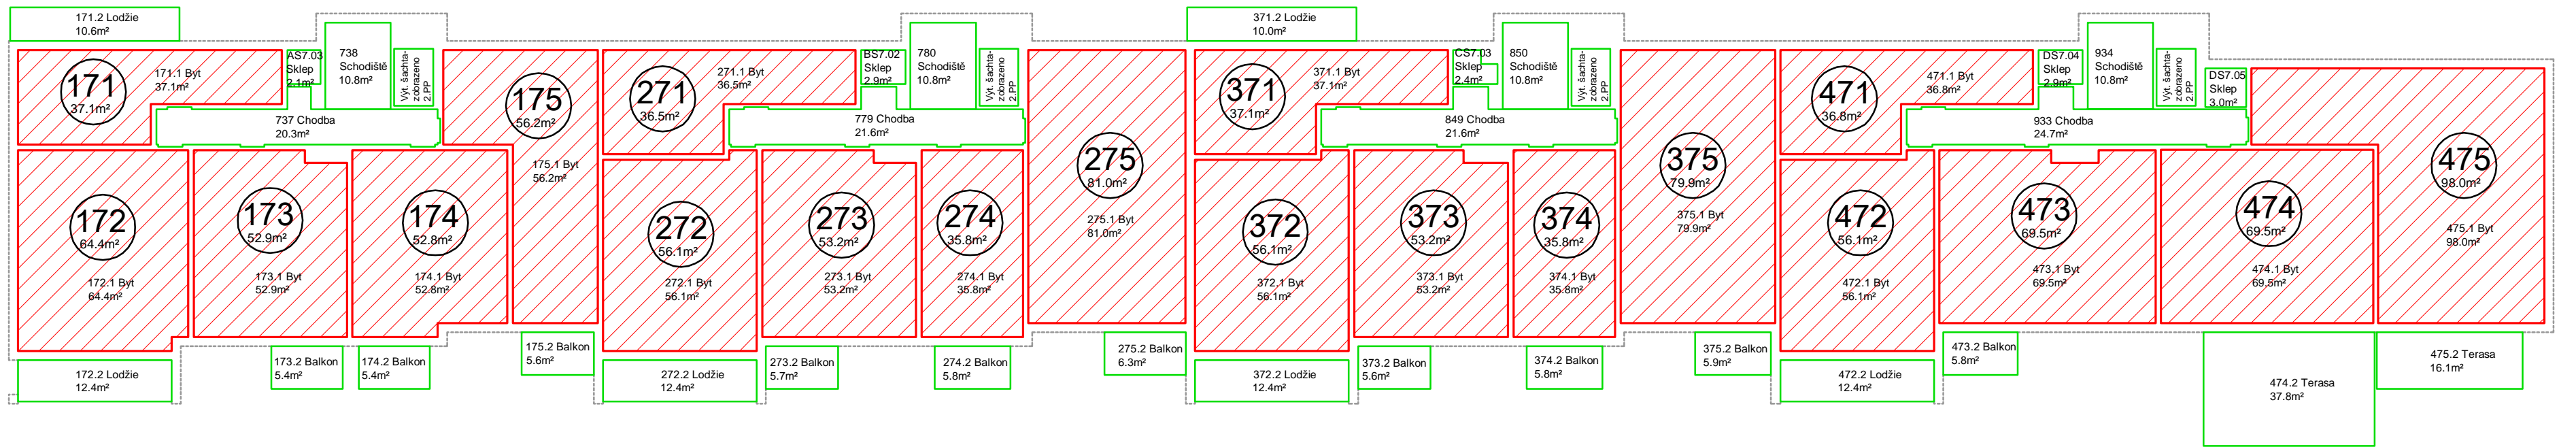 171.2 Lodžie
10.6m²
371.2 Lodžie
10.0m²
171
37.1m²
171.1 Byt
37.1m²
AS7.03
Sklep
2.1m²
738
Schodiště
10.8m²
Výt. šachta-
zobrazeno
2.PP
175
56.2m²
175.1 Byt
56.2m²
737 Chodba
20.3m²
271
36.5m²
271.1 Byt
36.5m²
BS7.02
Sklep
2.9m²
780
Schodiště
10.8m²
Výt. šachta-
zobrazeno
2.PP
779 Chodba
21.6m²
275
81.0m²
275.1 Byt
81.0m²
371
37.1m²
371.1 Byt
37.1m²
CS7.03
Sklep
2.4m²
850
Schodiště
10.8m²
Výt. šachta-
zobrazeno
2.PP
849 Chodba
21.6m²
375
79.9m²
375.1 Byt
79.9m²
471
36.8m²
471.1 Byt
36.8m²
DS7.04
Sklep
2.9m²
934
Schodiště
10.8m²
Výt. šachta-
zobrazeno
2.PP
DS7.05
Sklep
3.0m²
933 Chodba
24.7m²
475
98.0m²
475.1 Byt
98.0m²
172
64.4m²
172.1 Byt
64.4m²
173
52.9m²
173.1 Byt
52.9m²
174
52.8m²
174.1 Byt
52.8m²
272
56.1m²
272.1 Byt
56.1m²
273
53.2m²
273.1 Byt
53.2m²
274
35.8m²
274.1 Byt
35.8m²
372
56.1m²
372.1 Byt
56.1m²
373
53.2m²
373.1 Byt
53.2m²
374
35.8m²
374.1 Byt
35.8m²
472
56.1m²
472.1 Byt
56.1m²
473
69.5m²
473.1 Byt
69.5m²
474
69.5m²
474.1 Byt
69.5m²
172.2 Lodžie
12.4m²
173.2 Balkon
5.4m²
174.2 Balkon
5.4m²
175.2 Balkon
5.6m²
272.2 Lodžie
12.4m²
273.2 Balkon
5.7m²
274.2 Balkon
5.8m²
275.2 Balkon
6.3m²
372.2 Lodžie
12.4m²
373.2 Balkon
5.6m²
374.2 Balkon
5.8m²
375.2 Balkon
5.9m²
472.2 Lodžie
12.4m²
473.2 Balkon
5.8m²
474.2 Terasa
37.8m²
475.2 Terasa
16.1m²